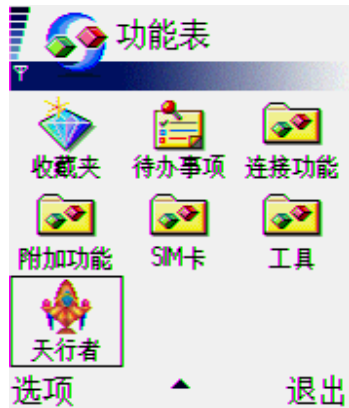 功能表
收藏夹 待办事项 连接功能
附加功能 SIM卡 工具
天行者
选项 退出